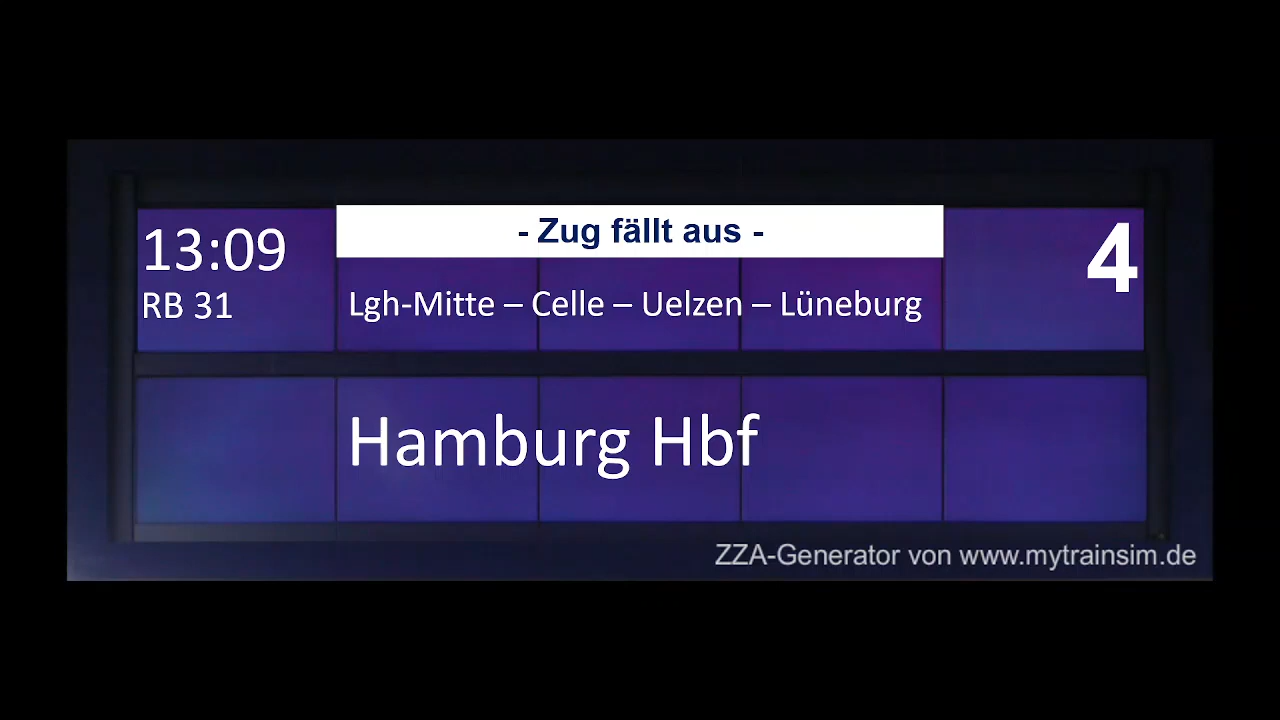 13:09
- Zug fällt aus -
4
RB 31
Lgh-Mitte – Celle – Uelzen – Lüneburg
Hamburg Hbf
ZZA-Generator von www.mytrainsim.de